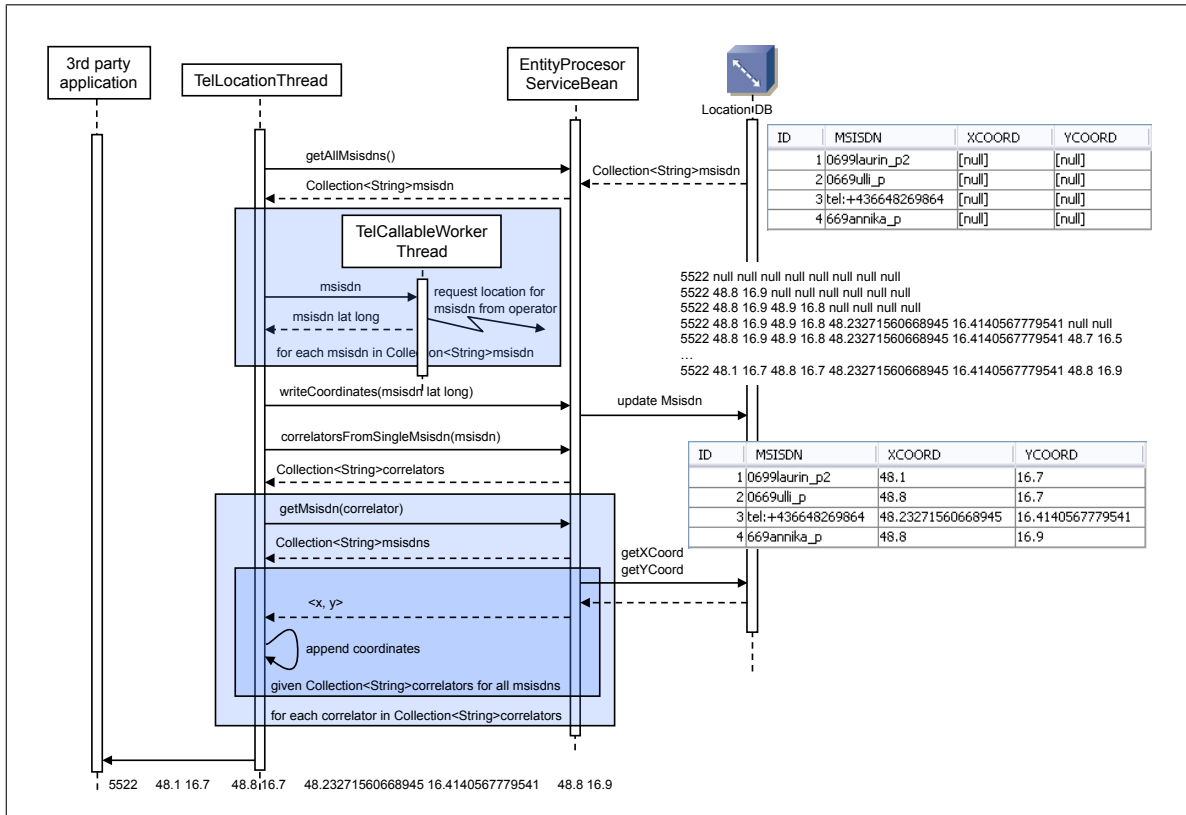 3rd party
application
TelLocationThread
EntityProcesor
ServiceBean
Location DB
ID MSISDN XCOORD YCOORD
1 0699laurin_p2 [null] [null]
2 0669ulli_p [null] [null]
3 tel:+436648269864 [null] [null]
4 669annika_p [null] [null]
getAllMsisdns()
Collection<String>msisdn
Collection<String>msisdn
TelCallableWorker
Thread
msisdn
request location for
msisdn from operator
msisdn lat long
for each msisdn in Collection<String>msisdn
5522 null null null null null null null null
5522 48.8 16.9 null null null null null null
5522 48.8 16.9 48.9 16.8 null null null null
5522 48.8 16.9 48.9 16.8 48.23271560668945 16.4140567779541 null null
5522 48.8 16.9 48.9 16.8 48.23271560668945 16.4140567779541 48.7 16.5
...
5522 48.1 16.7 48.8 16.7 48.23271560668945 16.4140567779541 48.8 16.9
writeCoordinates(msisdn lat long)
update Msisdn
correlatorsFromSingleMsisdn(msisdn)
Collection<String>correlators
ID MSISDN XCOORD YCOORD
1 0699laurin_p2 48.1 16.7
2 0669ulli_p 48.8 16.7
3 tel:+436648269864 48.23271560668945 16.4140567779541
4 669annika_p 48.8 16.9
getMsisdn(correlator)
Collection<String>msisdns
getXCoord
getYCoord
<x, y>
append coordinates
given Collection<String>correlators for all msisdns
for each correlator in Collection<String>correlators
5522 48.1 16.7 48.8 16.7 48.23271560668945 16.4140567779541 48.8 16.9